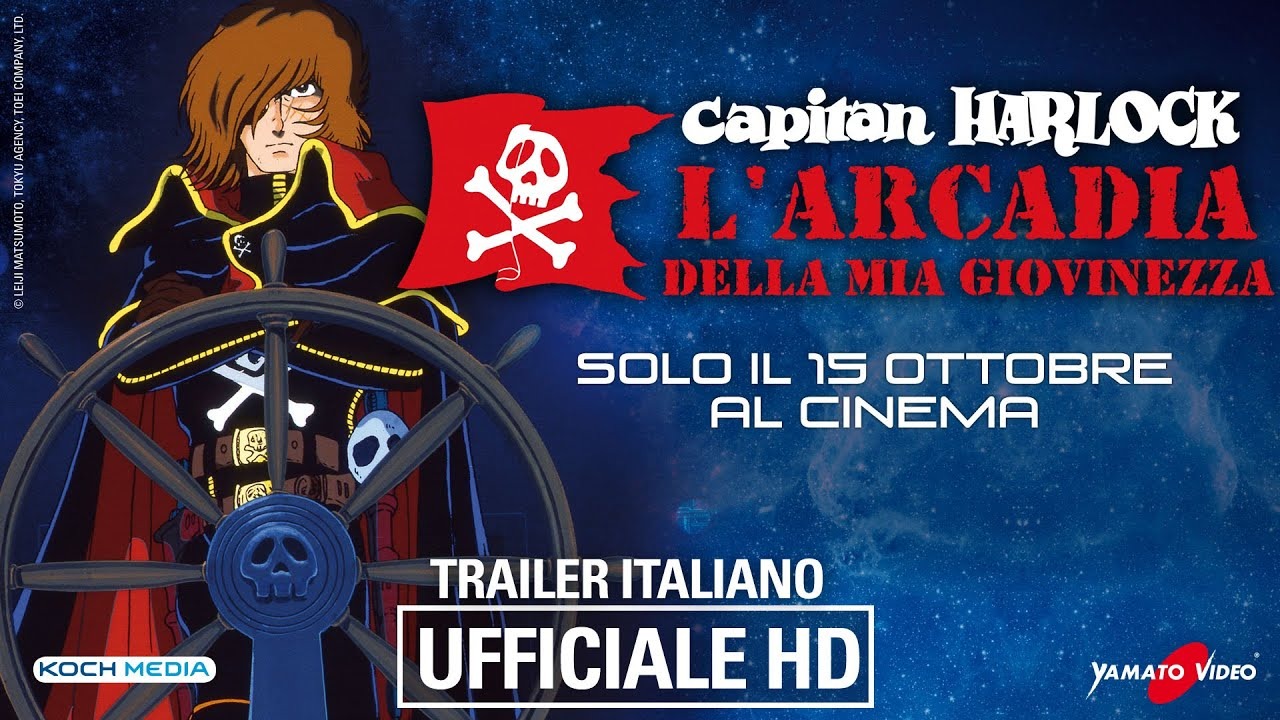 © LEIJI MATSUMOTO, TOKYU AGENCY, TOEI COMPANY, LTD.
capitan HARLOCK
L'ARCADIA
DELLA MIA GIOVINEZZA
SOLO IL 15 OTTOBRE
AL CINEMA
TRAILER ITALIANO
UFFICIALE HD
KOCH MEDIA
YAMATO VIDEO